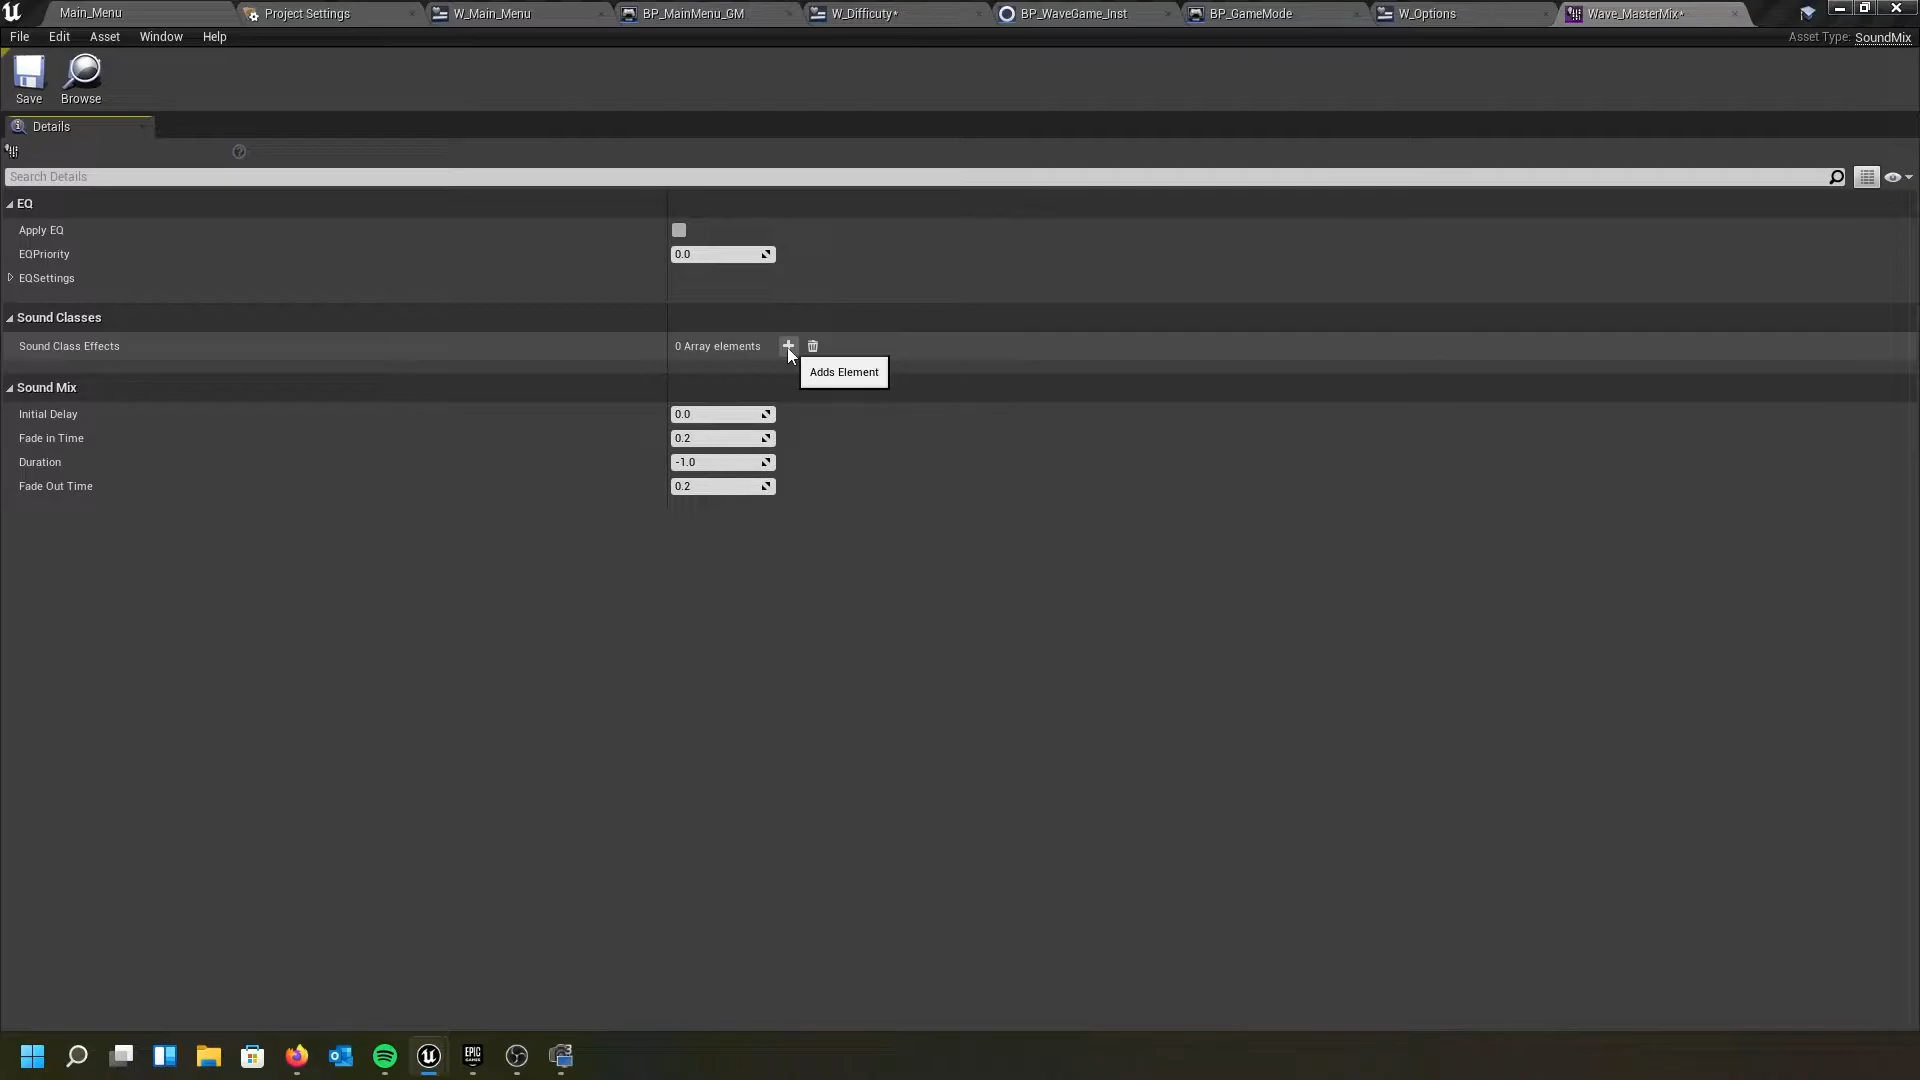 Main_Menu
Project Settings
W_Main_Menu
BP_MainMenu_GM
W_Difficuty*
BP_WaveGame_Inst
BP_GameMode
W_Options
Wave_MasterMix*
File Edit Asset Window Help
Asset Type: SoundMix
Save
Browse
Details
Search Details
EQ
Apply EQ
EQPriority 0.0
EQSettings
Sound Classes
Sound Class Effects 0 Array elements
Adds Element
Sound Mix
Initial Delay 0.0
Fade in Time 0.2
Duration -1.0
Fade Out Time 0.2
EPIC
GAMES